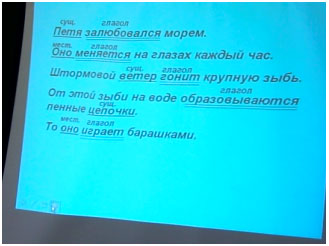 сущ. глагол
Петя залюбовался морем.
мест. глагол
Оно меняется на глазах каждый час.
сущ. глагол
Штормовой ветер гонит крупную зыбь.
глагол
От этой зыби на воде образовываются
сущ.
пенные цепочки.
мест. глагол
То оно играет барашками.